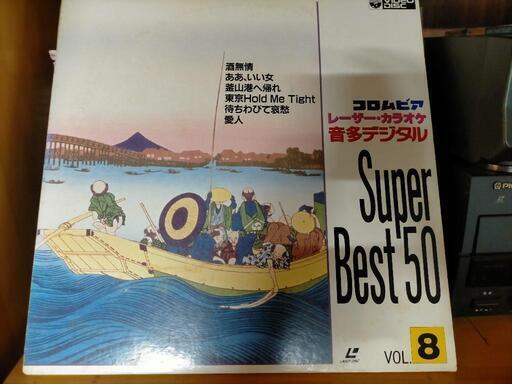 VIDEO
DISC
酒無情
ああ、いい女
釜山港へ帰れ
東京Hold Me Tight
待ちわびて哀愁
愛人
コロムビア
レーザー・カラオケ
音多デジタル
Super
Best'50
VOL. 8